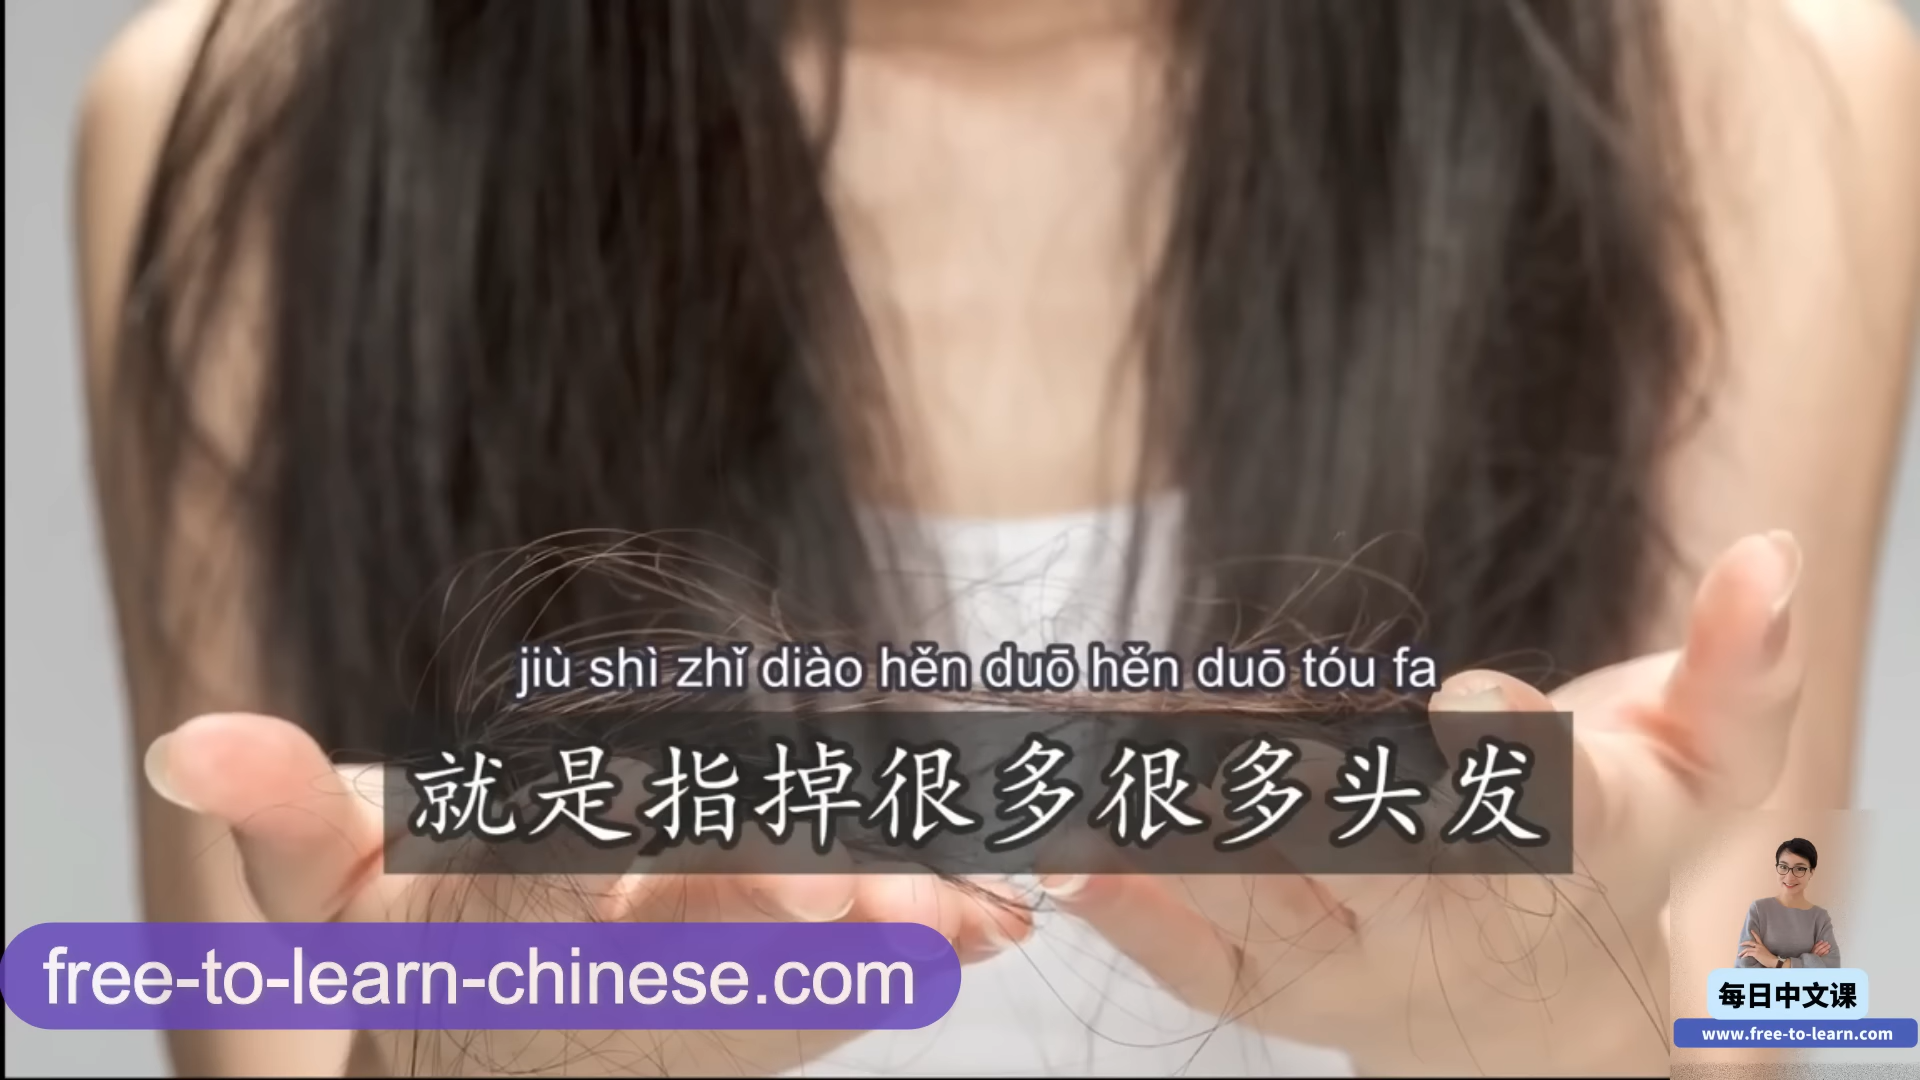 jiù shì zhǐ diào hěn duō hěn duō tóu fa
就是指掉很多很多头发
free-to-learn-chinese.com
每日中文课
www.free-to-learn.com